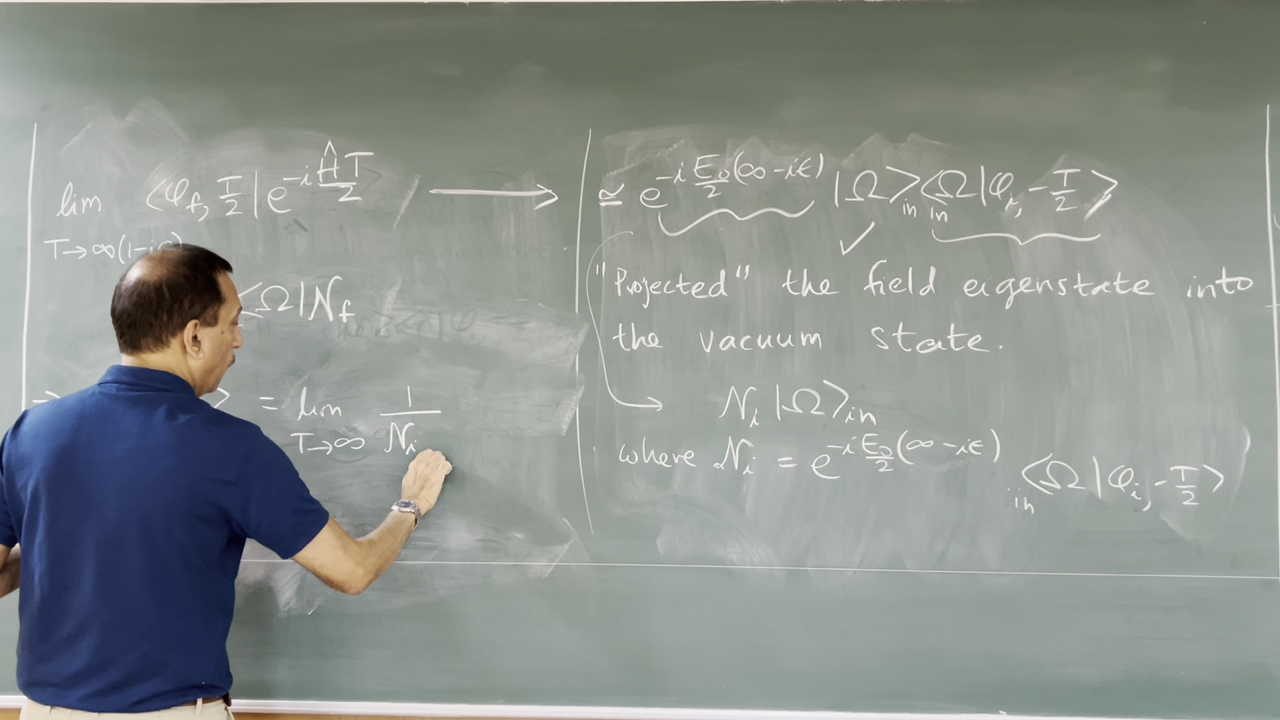 lim ⟨φ_f, T/2| e^{-iĤT/2} ⟶
T→∞(1-iε)
⟨Ω| N_f
= lim 1/N_i
T→∞
≃ e^{-i E_0/2 (∞-iε)} |Ω⟩_in _in⟨Ω|φ_i, -T/2⟩
✓
"Projected" the field eigenstate into
the vacuum state.
→ N_i |Ω⟩_in
where N_i = e^{-i E_0/2 (∞-iε)} _in⟨Ω|φ_i, -T/2⟩